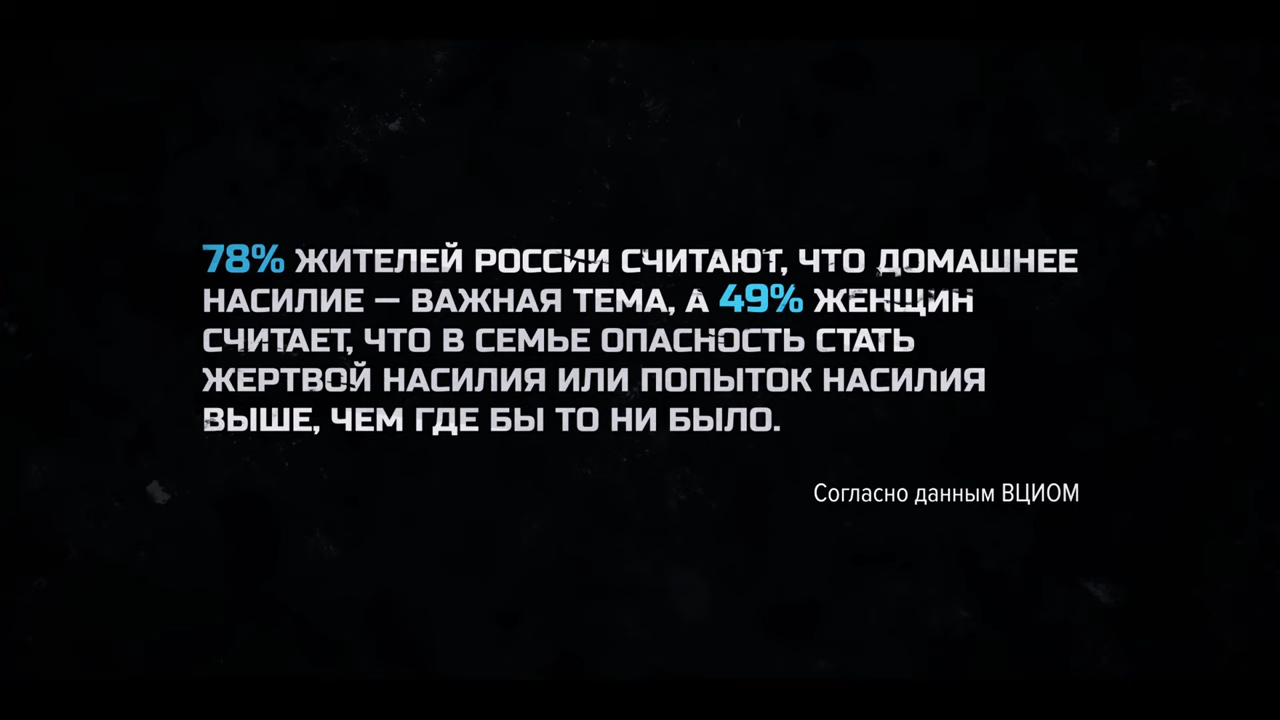 78% ЖИТЕЛЕЙ РОССИИ СЧИТАЮТ, ЧТО ДОМАШНЕЕ
НАСИЛИЕ — ВАЖНАЯ ТЕМА, А 49% ЖЕНЩИН
СЧИТАЕТ, ЧТО В СЕМЬЕ ОПАСНОСТЬ СТАТЬ
ЖЕРТВОЙ НАСИЛИЯ ИЛИ ПОПЫТОК НАСИЛИЯ
ВЫШЕ, ЧЕМ ГДЕ БЫ ТО НИ БЫЛО.
Согласно данным ВЦИОМ